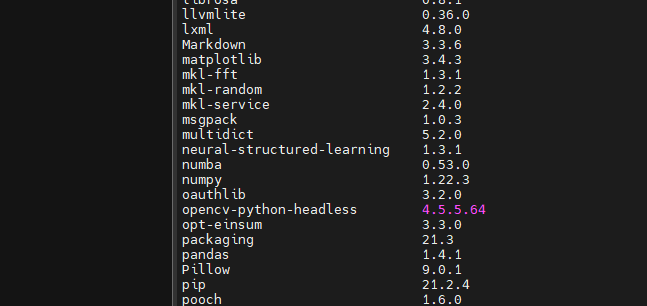 librosa 0.8.1
llvmlite 0.36.0
lxml 4.8.0
Markdown 3.3.6
matplotlib 3.4.3
mkl-fft 1.3.1
mkl-random 1.2.2
mkl-service 2.4.0
msgpack 1.0.3
multidict 5.2.0
neural-structured-learning 1.3.1
numba 0.53.0
numpy 1.22.3
oauthlib 3.2.0
opencv-python-headless 4.5.5.64
opt-einsum 3.3.0
packaging 21.3
pandas 1.4.1
Pillow 9.0.1
pip 21.2.4
pooch 1.6.0